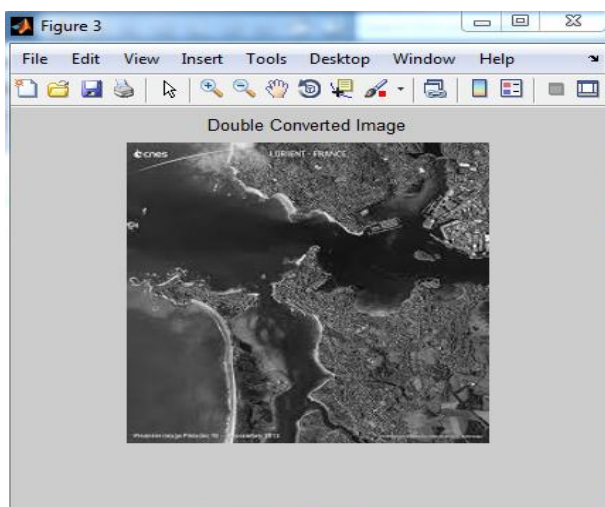 Figure 3
File Edit View Insert Tools Desktop Window Help
Double Converted Image
cnes
LORIENT - FRANCE